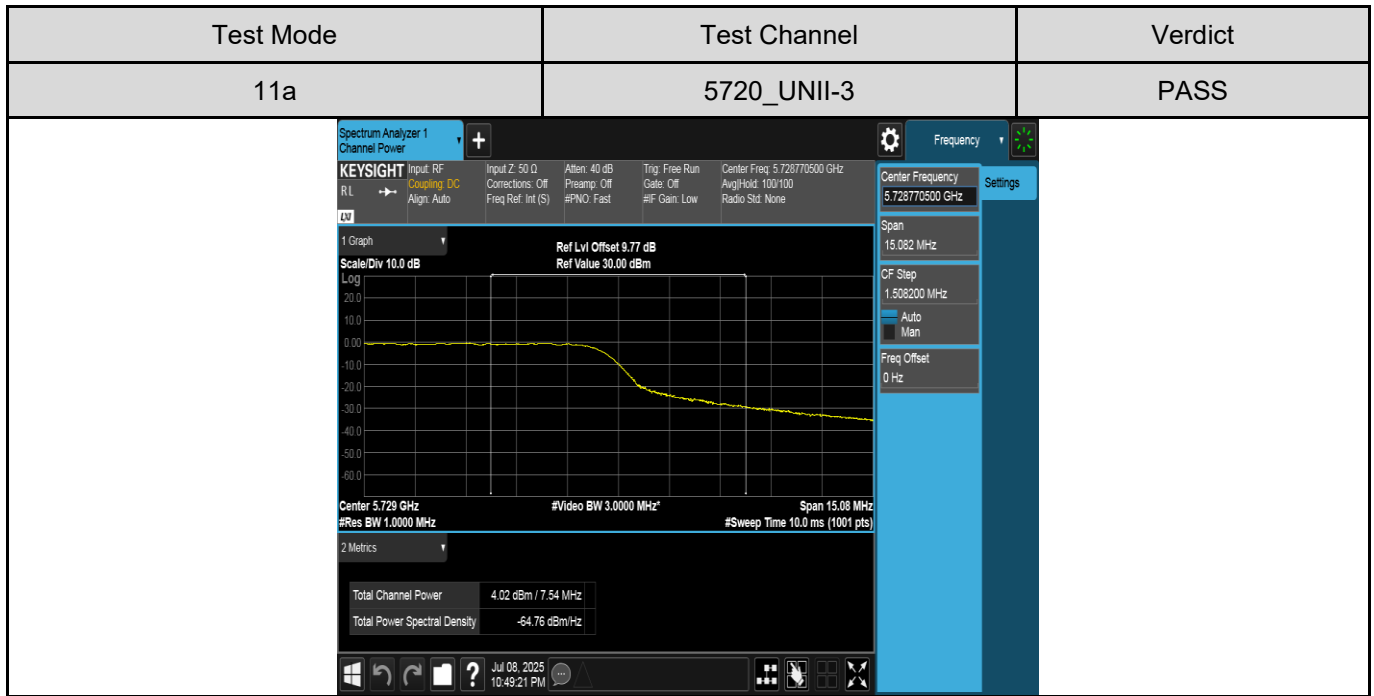 Test Mode Test Channel Verdict
11a 5720_UNII-3 PASS
Spectrum Analyzer 1
Channel Power
+
Frequency
KEYSIGHT Input: RF Input Z: 50 Ω Atten: 40 dB Trig: Free Run Center Freq: 5.728770500 GHz
RL Coupling: DC Corrections: Off Preamp: Off Gate: Off Avg|Hold: 100/100
Align: Auto Freq Ref: Int (S) #PNO: Fast #IF Gain: Low Radio Std: None
LXI
Center Frequency
5.728770500 GHz
Settings
Span
15.082 MHz
CF Step
1.508200 MHz
Auto
Man
Freq Offset
0 Hz
1 Graph
Ref Lvl Offset 9.77 dB
Scale/Div 10.0 dB Ref Value 30.00 dBm
Log
20.0
10.0
0.00
-10.0
-20.0
-30.0
-40.0
-50.0
-60.0
Center 5.729 GHz #Video BW 3.0000 MHz* Span 15.08 MHz
#Res BW 1.0000 MHz #Sweep Time 10.0 ms (1001 pts)
2 Metrics
Total Channel Power 4.02 dBm / 7.54 MHz
Total Power Spectral Density -64.76 dBm/Hz
?
Jul 08, 2025
10:49:21 PM